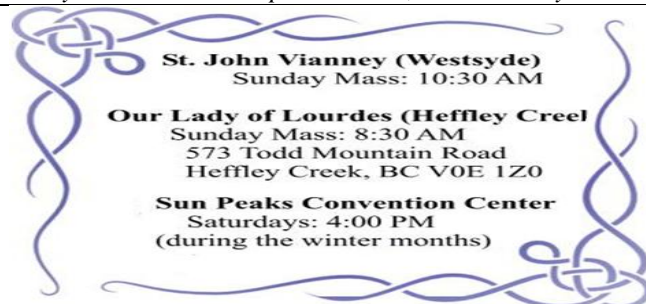 St. John Vianney (Westsyde)
Sunday Mass: 10:30 AM
Our Lady of Lourdes (Heffley Creel
Sunday Mass: 8:30 AM
573 Todd Mountain Road
Heffley Creek, BC V0E 1Z0
Sun Peaks Convention Center
Saturdays: 4:00 PM
(during the winter months)